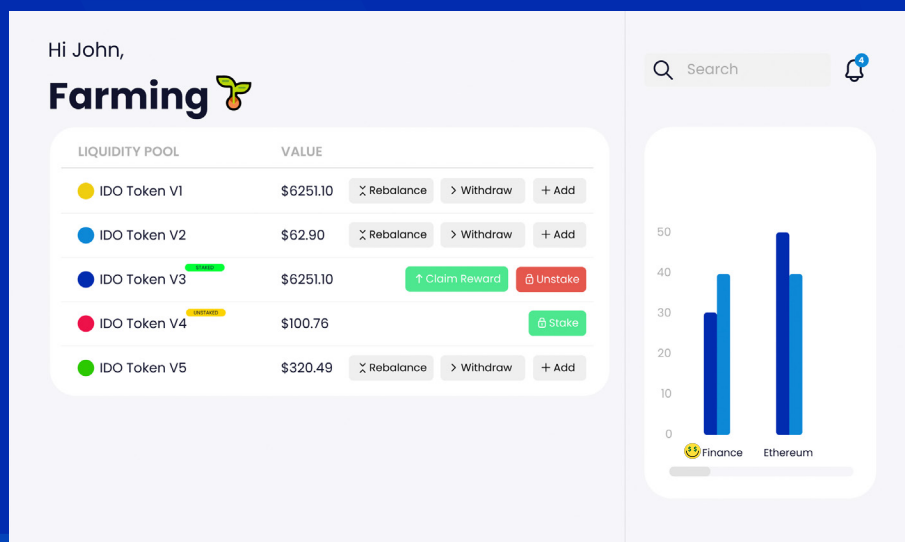 Hi John,
Farming
LIQUIDITY POOL VALUE
IDO Token V1 $6251.10 Rebalance > Withdraw + Add
IDO Token V2 $62.90 Rebalance > Withdraw + Add
STAKED
IDO Token V3 $6251.10 ↑ Claim Reward Unstake
UNSTAKED
IDO Token V4 $100.76 Stake
IDO Token V5 $320.49 Rebalance > Withdraw + Add
Search 4
50
40
30
20
10
0
Finance Ethereum